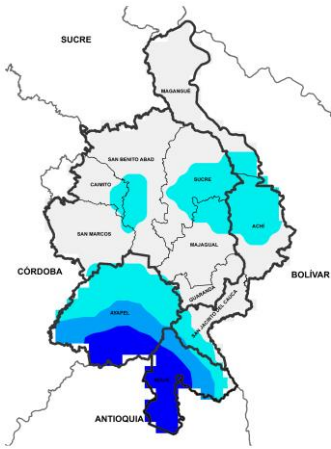 SUCRE
MAGANGUÉ
SAN BENITO ABAD
CAIMITO
SUCRE
SAN MARCOS
ACHÍ
MAJAGUAL
CÓRDOBA
BOLÍVAR
GUARANDA
SAN JACINTO DEL CAUCA
AYAPEL
ANTIOQUIA